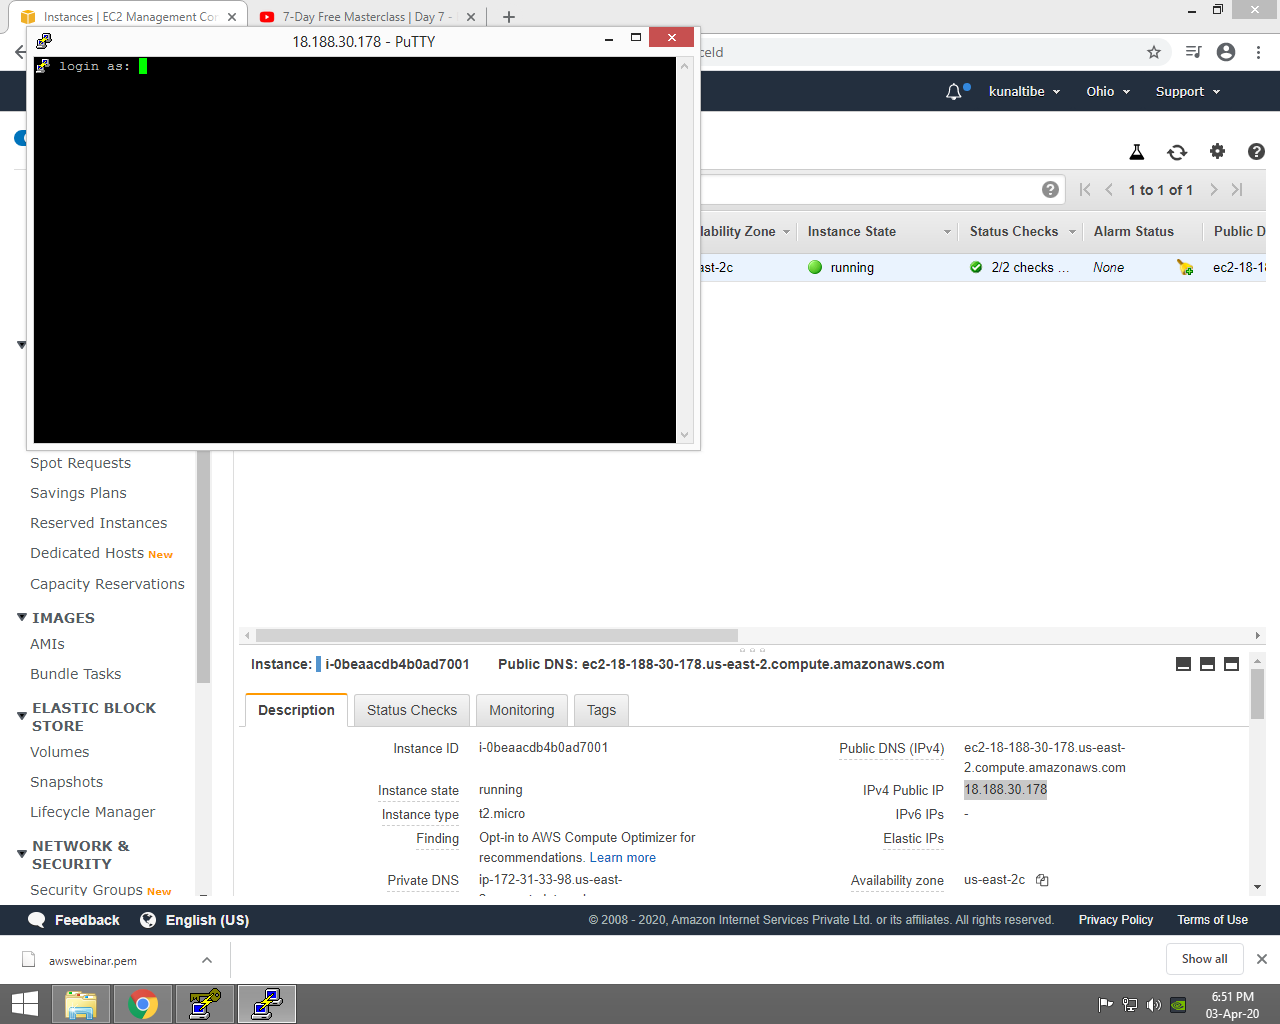 Instances | EC2 Management Con
7-Day Free Masterclass | Day 7 -
18.188.30.178 - PuTTY
login as:
celd
kunaltibe
Ohio
Support
1 to 1 of 1
lability Zone
Instance State
Status Checks
Alarm Status
Public D
ast-2c
running
2/2 checks ...
None
ec2-18-18
Spot Requests
Savings Plans
Reserved Instances
Dedicated Hosts New
Capacity Reservations
IMAGES
AMIs
Bundle Tasks
ELASTIC BLOCK
STORE
Volumes
Snapshots
Lifecycle Manager
NETWORK &
SECURITY
Security Groups New
Instance: i-0beaacdb4b0ad7001 Public DNS: ec2-18-188-30-178.us-east-2.compute.amazonaws.com
Description
Status Checks
Monitoring
Tags
Instance ID i-0beaacdb4b0ad7001
Instance state running
Instance type t2.micro
Finding Opt-in to AWS Compute Optimizer for
recommendations. Learn more
Private DNS ip-172-31-33-98.us-east-
Public DNS (IPv4) ec2-18-188-30-178.us-east-
2.compute.amazonaws.com
IPv4 Public IP 18.188.30.178
IPv6 IPs -
Elastic IPs
Availability zone us-east-2c
Feedback
English (US)
© 2008 - 2020, Amazon Internet Services Private Ltd. or its affiliates. All rights reserved.
Privacy Policy
Terms of Use
awswebinar.pem
Show all
6:51 PM
03-Apr-20